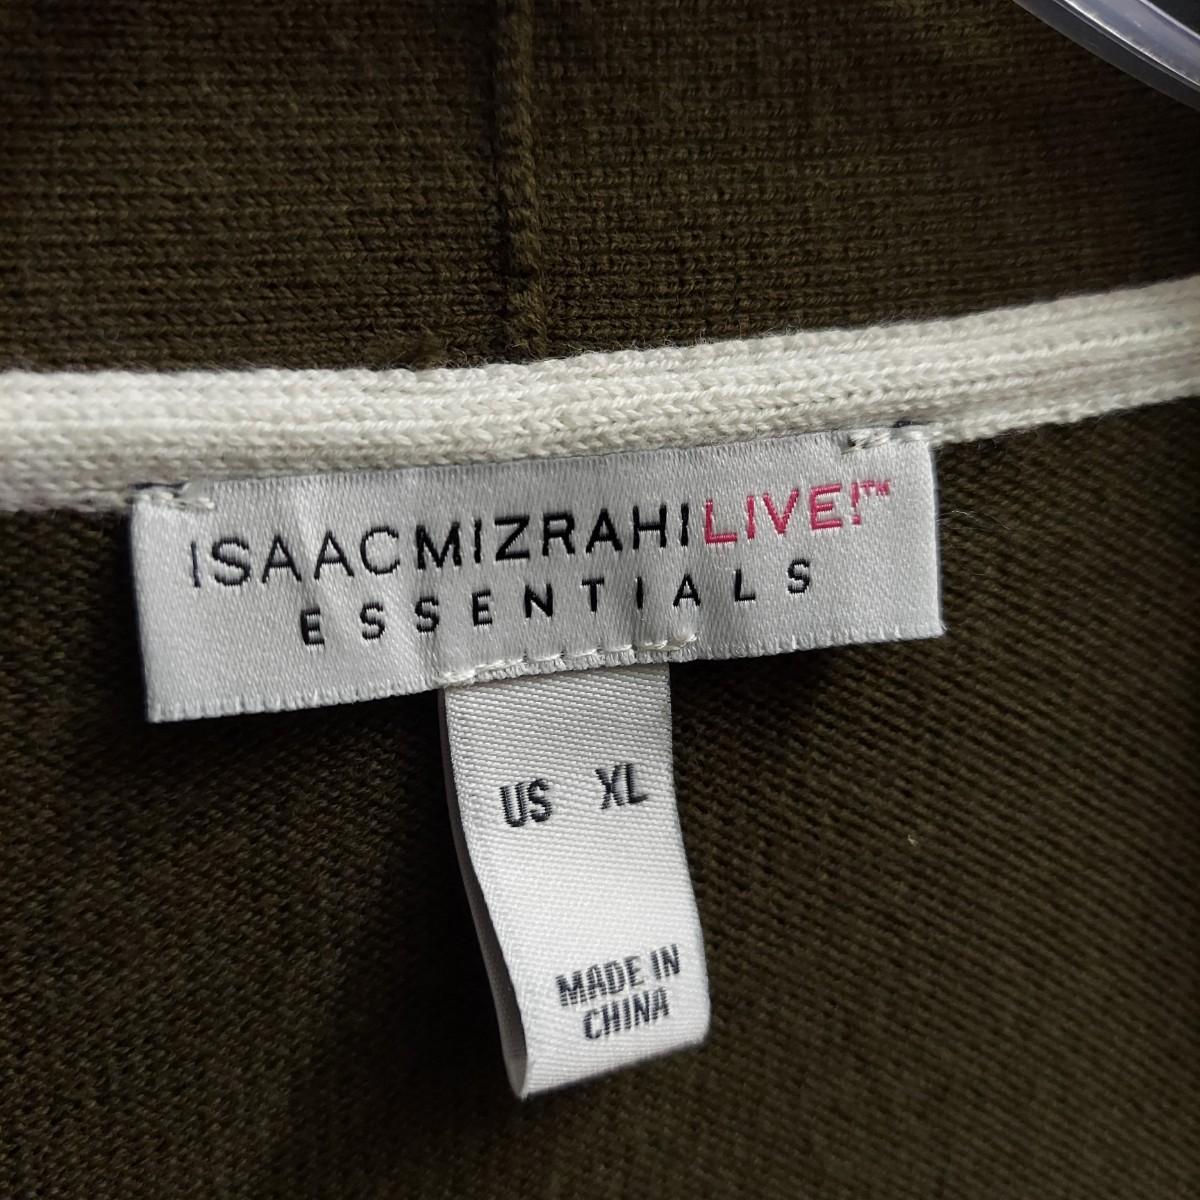 ISAACMIZRAHILIVE!™
ESSENTIALS
US XL
MADE IN
CHINA